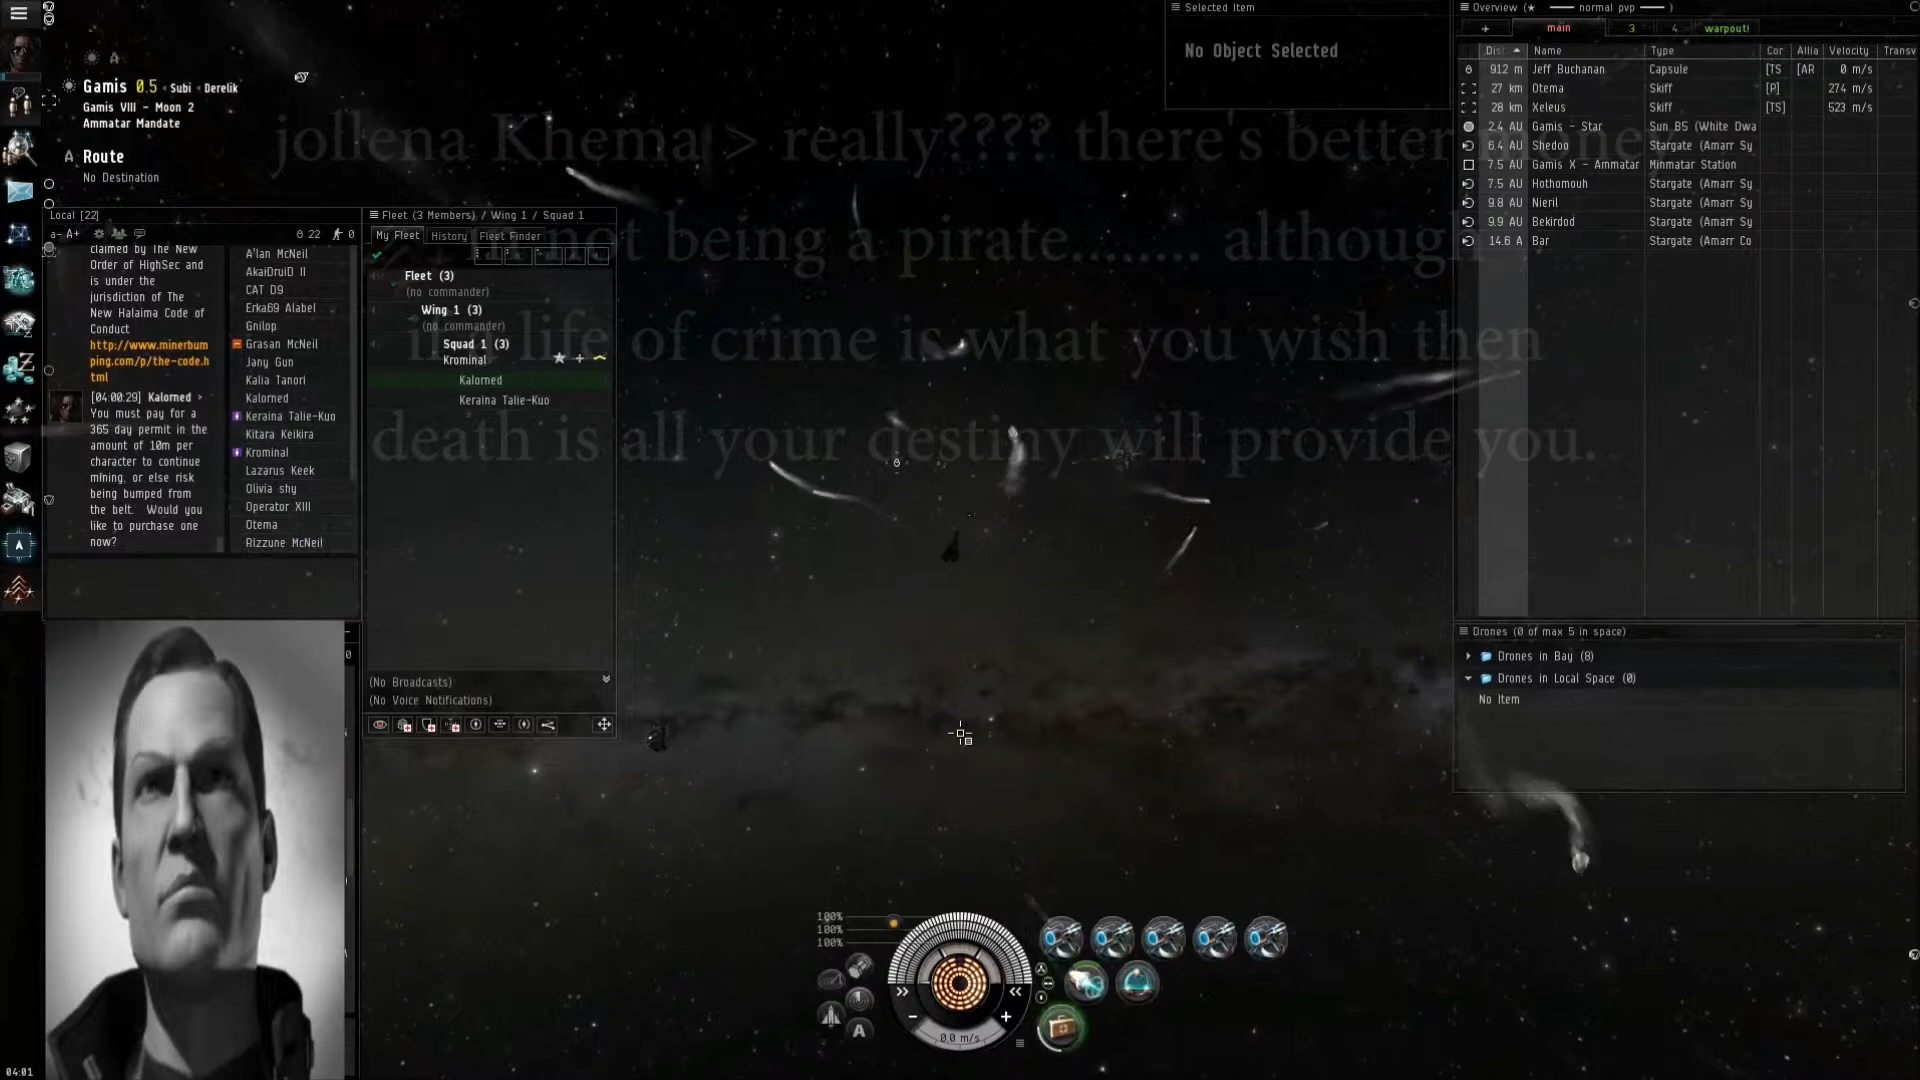 Gamis 0.5 < Subi < Derelik
Gamis VIII - Moon 2
Ammatar Mandate
Route
No Destination
Local [22]
a- A+
22
0
claimed by The New
Order of HighSec and
is under the
jurisdiction of The
New Halaima Code of
Conduct
http://www.minerbum
ping.com/p/the-code.h
tml
[04:00:29] Kalorned >
You must pay for a
365 day permit in the
amount of 10m per
character to continue
mining, or else risk
being bumped from
the belt. Would you
like to purchase one
now?
A'lan McNeil
AkaiDruiD II
CAT D9
Erka69 Alabel
Gnilop
Grasan McNeil
Jany Gun
Kalia Tanori
Kalorned
Keraina Talie-Kuo
Kitara Keikira
Krominal
Lazarus Keek
Olivia shy
Operator XIII
Otema
Rizzune McNeil
Fleet (3 Members) / Wing 1 / Squad 1
My Fleet
History
Fleet Finder
Fleet (3)
(no commander)
Wing 1 (3)
(no commander)
Squad 1 (3)
Krominal
Kalorned
Keraina Talie-Kuo
(No Broadcasts)
(No Voice Notifications)
jollena Khema > really???? there's better
not being a pirate........ although
life of crime is what you wish then
death is all your destiny will provide you.
Selected Item
No Object Selected
Overview ( normal pvp )
+ main 3 4 warpout!
Dis Name Type Cor Allia Velocity Transv
912 m Jeff Buchanan Capsule [TS [AR 0 m/s
27 km Otema Skiff [P] 274 m/s
28 km Xeleus Skiff [TS] 523 m/s
2.4 AU Gamis - Star Sun B5 (White Dwa
6.4 AU Shedoo Stargate (Amarr Sy
7.5 AU Gamis X - Ammatar Minmatar Station
7.5 AU Hothomouh Stargate (Amarr Sy
9.8 AU Nieril Stargate (Amarr Sy
9.9 AU Bekirdod Stargate (Amarr Sy
14.6 A Bar Stargate (Amarr Co
Drones (0 of max 5 in space)
Drones in Bay (8)
Drones in Local Space (0)
No Item
100%
100%
100%
0.0 m/s
04:01